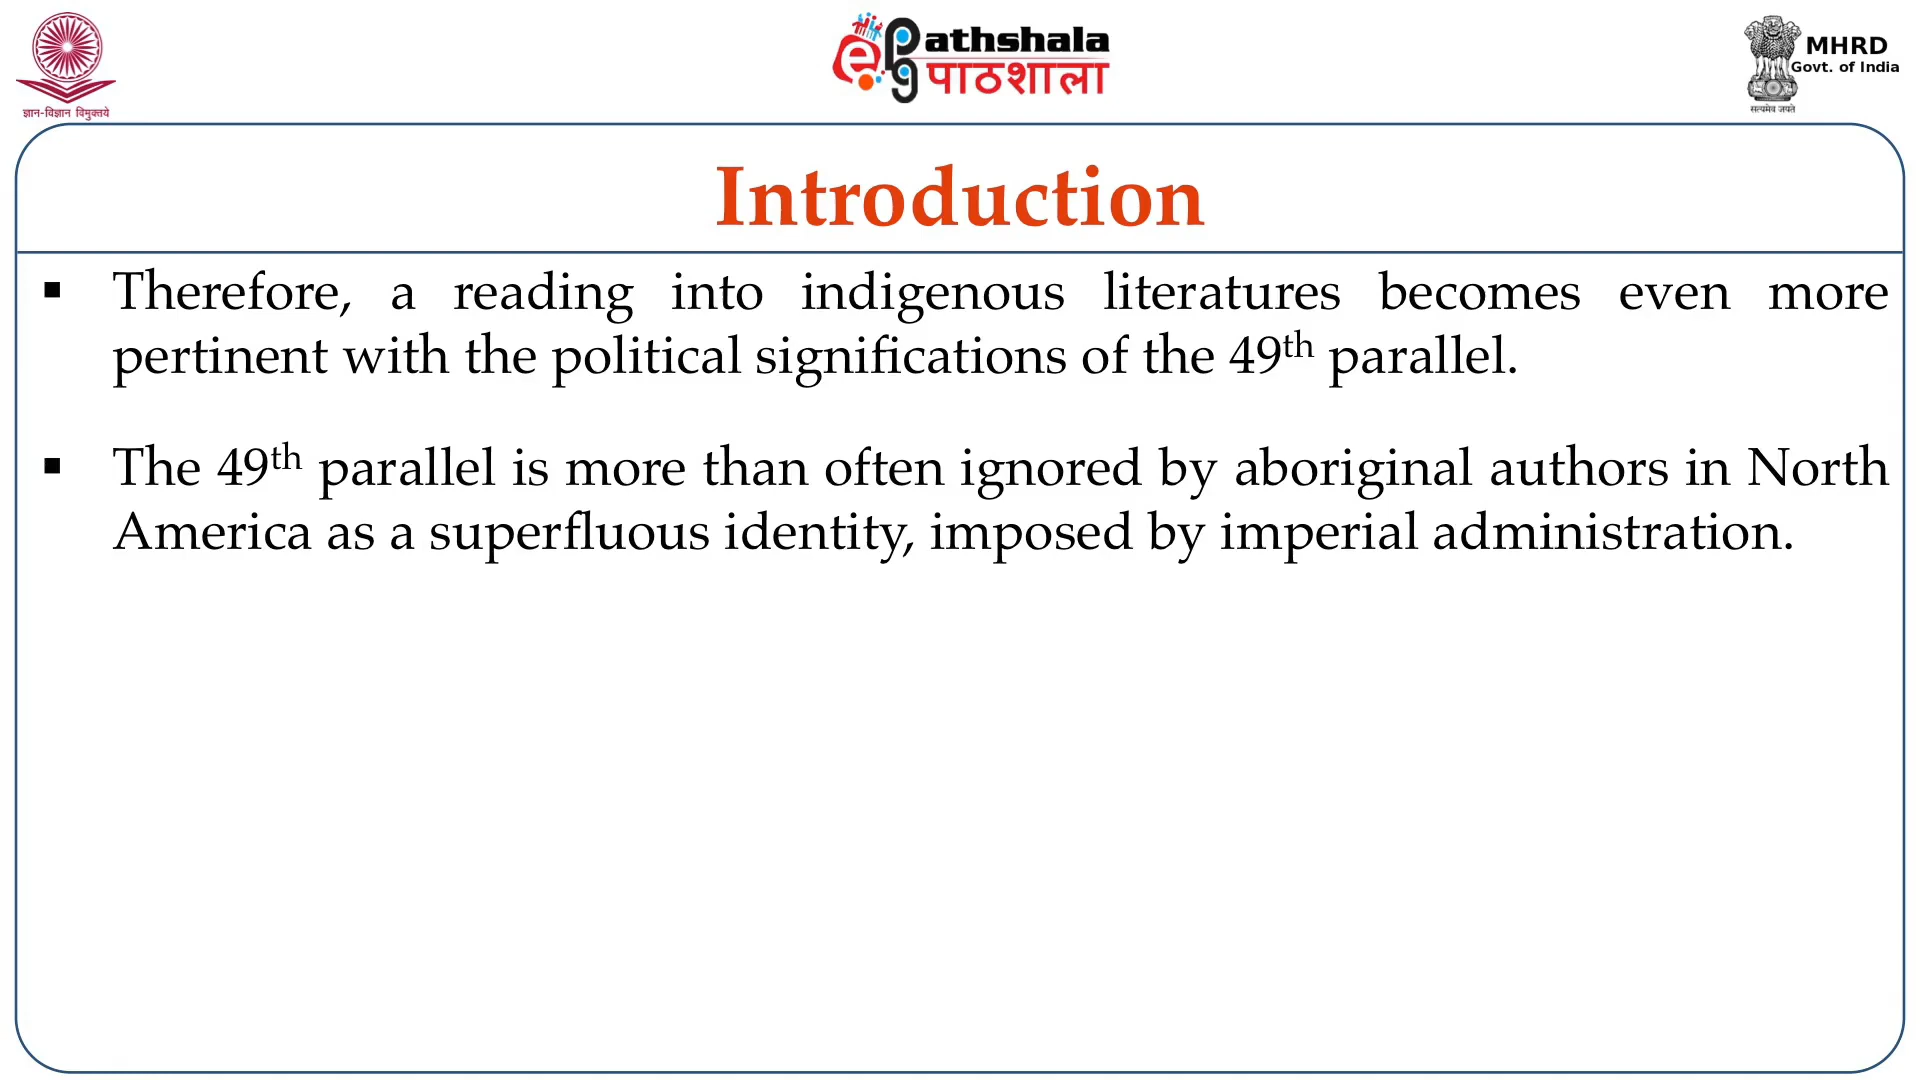 ज्ञान-विज्ञान विमुक्तये
e pg Pathshala
पाठशाला
MHRD
Govt. of India
सत्यमेव जयते
Introduction
▪ Therefore, a reading into indigenous literatures becomes even more
pertinent with the political significations of the 49th parallel.
▪ The 49th parallel is more than often ignored by aboriginal authors in North
America as a superfluous identity, imposed by imperial administration.